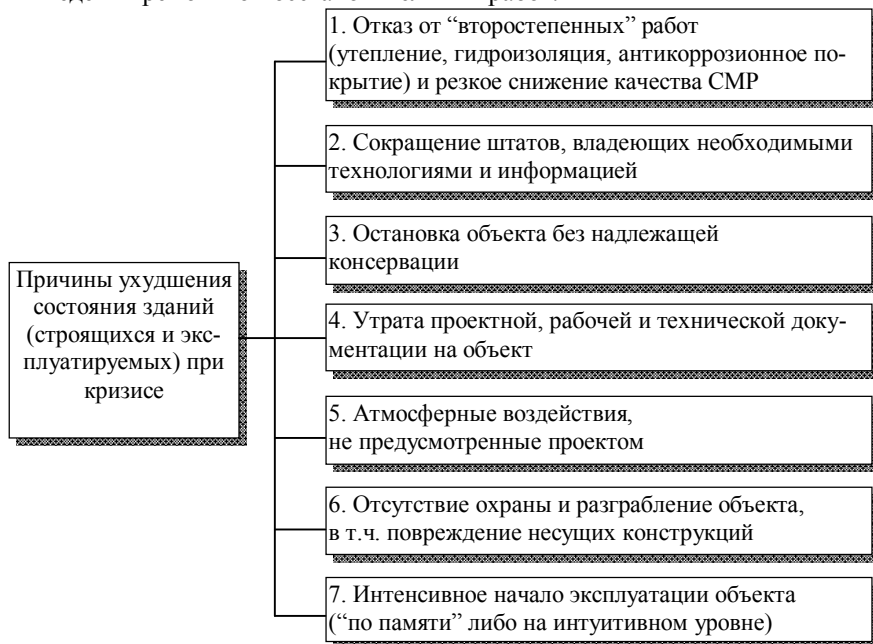 1. Отказ от “второстепенных” работ
(утепление, гидроизоляция, антикоррозионное по-
крытие) и резкое снижение качества СМР
2. Сокращение штатов, владеющих необходимыми
технологиями и информацией
3. Остановка объекта без надлежащей
консервации
Причины ухудшения
состояния зданий
(строящихся и экс-
плуатируемых) при
кризисе
4. Утрата проектной, рабочей и технической доку-
ментации на объект
5. Атмосферные воздействия,
не предусмотренные проектом
6. Отсутствие охраны и разграбление объекта,
в т.ч. повреждение несущих конструкций
7. Интенсивное начало эксплуатации объекта
(“по памяти” либо на интуитивном уровне)